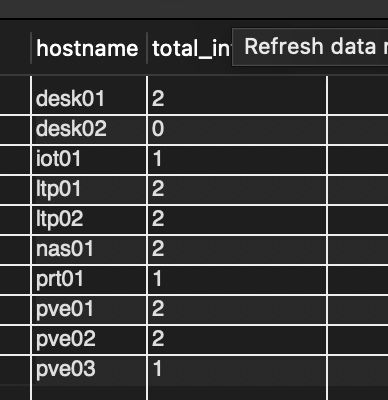 hostname total_in Refresh data
desk01 2
desk02 0
iot01 1
ltp01 2
ltp02 2
nas01 2
prt01 1
pve01 2
pve02 2
pve03 1